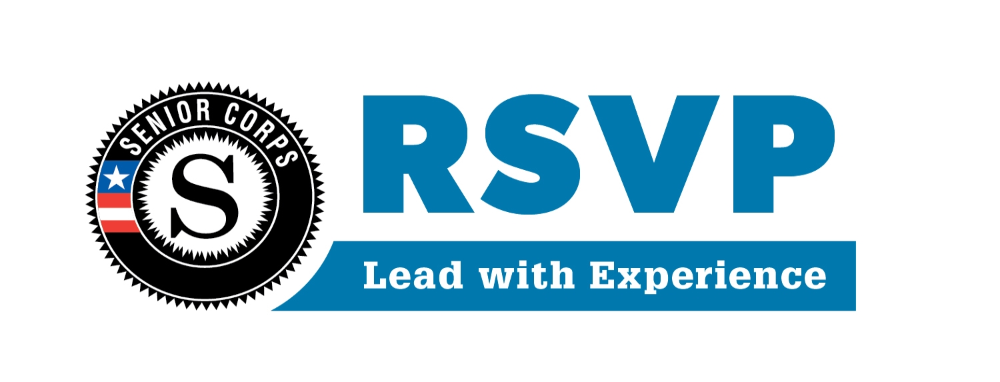 SENIOR CORPS
S
RSVP
Lead with Experience